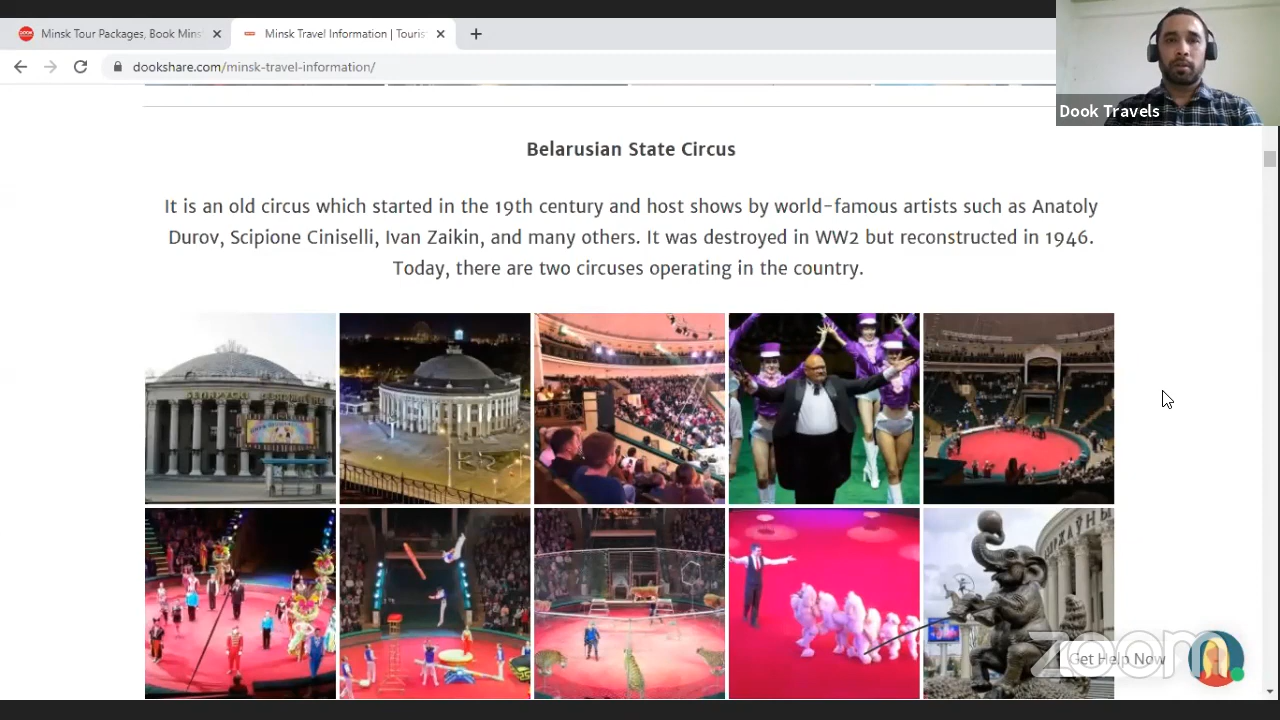 Minsk Tour Packages, Book Mins
Minsk Travel Information | Touris
dookshare.com/minsk-travel-information/
Dook Travels
Belarusian State Circus
It is an old circus which started in the 19th century and host shows by world-famous artists such as Anatoly
Durov, Scipione Ciniselli, Ivan Zaikin, and many others. It was destroyed in WW2 but reconstructed in 1946.
Today, there are two circuses operating in the country.
zoom
Get Help Now